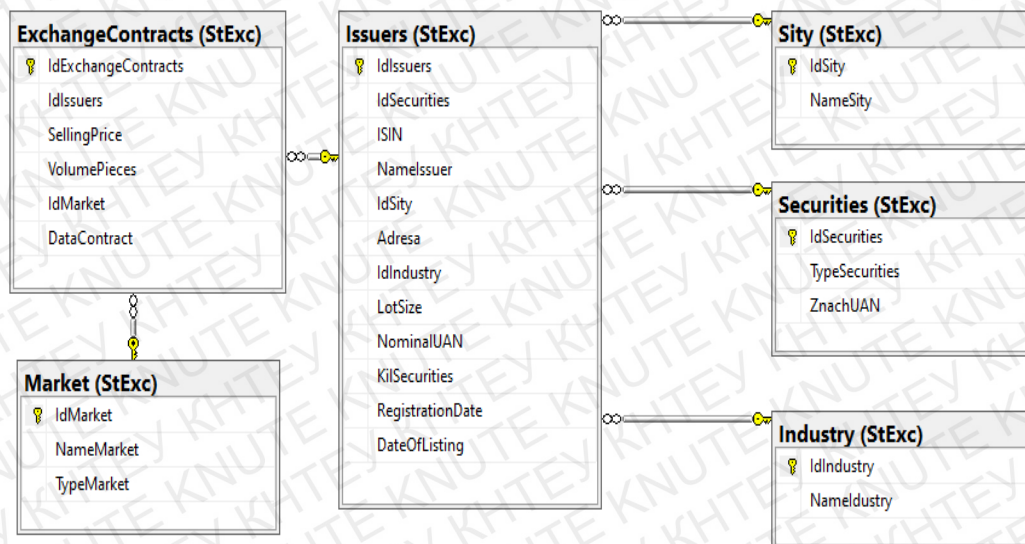 ExchangeContracts (StExc)
IdExchangeContracts
IdIssuers
SellingPrice
VolumePieces
IdMarket
DataContract
Market (StExc)
IdMarket
NameMarket
TypeMarket
Issuers (StExc)
IdIssuers
IdSecurities
ISIN
NameIssuer
IdSity
Adresa
IdIndustry
LotSize
NominalUAN
KilSecurities
RegistrationDate
DateOfListing
Sity (StExc)
IdSity
NameSity
Securities (StExc)
IdSecurities
TypeSecurities
ZnachUAN
Industry (StExc)
IdIndustry
NameIdustry